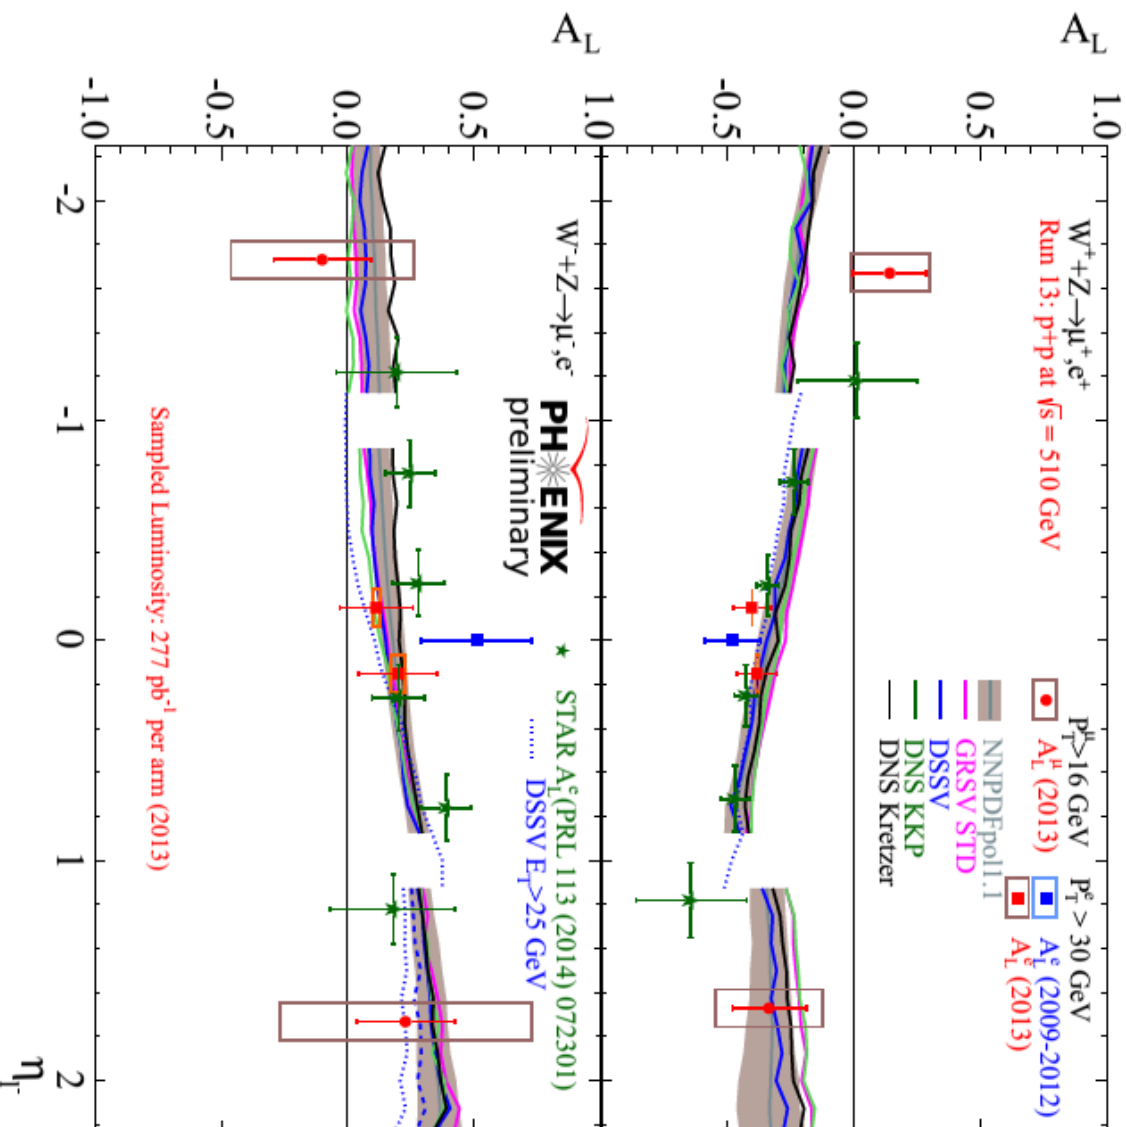 A_L
1.0
0.5
0.0
-0.5
W⁺+Z→μ⁺,e⁺
Run 13: p+p at √s = 510 GeV
P_T^μ>16 GeV
A_L^μ (2013)
P_T^e > 30 GeV
A_L^e (2009-2012)
A_L^e (2013)
NNPDFpol1.1
GRSV STD
DSSV
DNS KKP
DNS Kretzer
A_L
1.0
0.5
0.0
-0.5
-1.0
W⁻+Z→μ⁻,e⁻
PHENIX
preliminary
STAR A_L^e (PRL 113 (2014) 072301)
DSSV E_T>25 GeV
Sampled Luminosity: 277 pb⁻¹ per arm (2013)
-2
-1
0
1
2